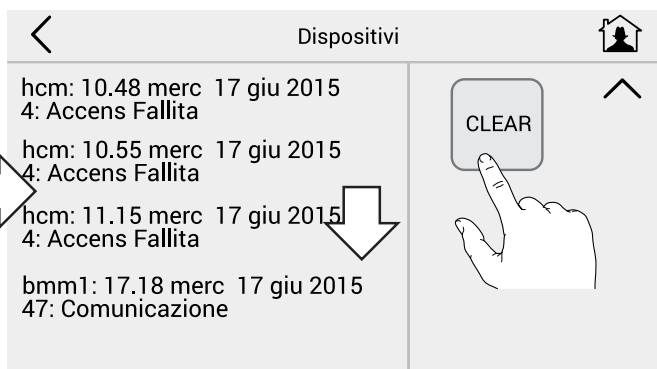 Dispositivi
hcm: 10.48 merc 17 giu 2015
4: Accens Fallita
hcm: 10.55 merc 17 giu 2015
4: Accens Fallita
hcm: 11.15 merc 17 giu 2015
4: Accens Fallita
bmm1: 17.18 merc 17 giu 2015
47: Comunicazione
CLEAR